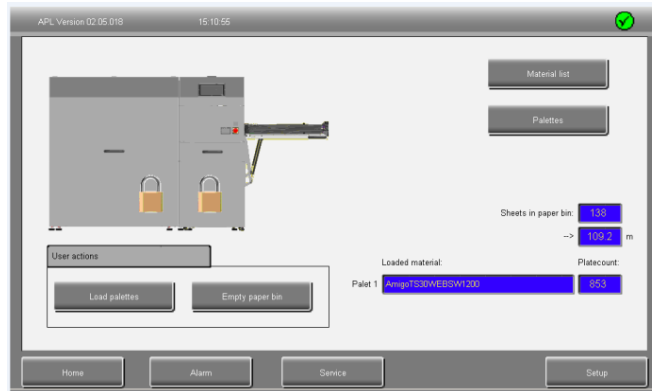 APL Version 02.05.018 15:10:55
Material list
Palettes
Sheets in paper bin: 138
--> 109.2 m
User actions
Loaded material: Platecount:
Load palettes Empty paper bin Palet 1 AmigoTS30WEBSW1200 853
Home Alarm Service Setup